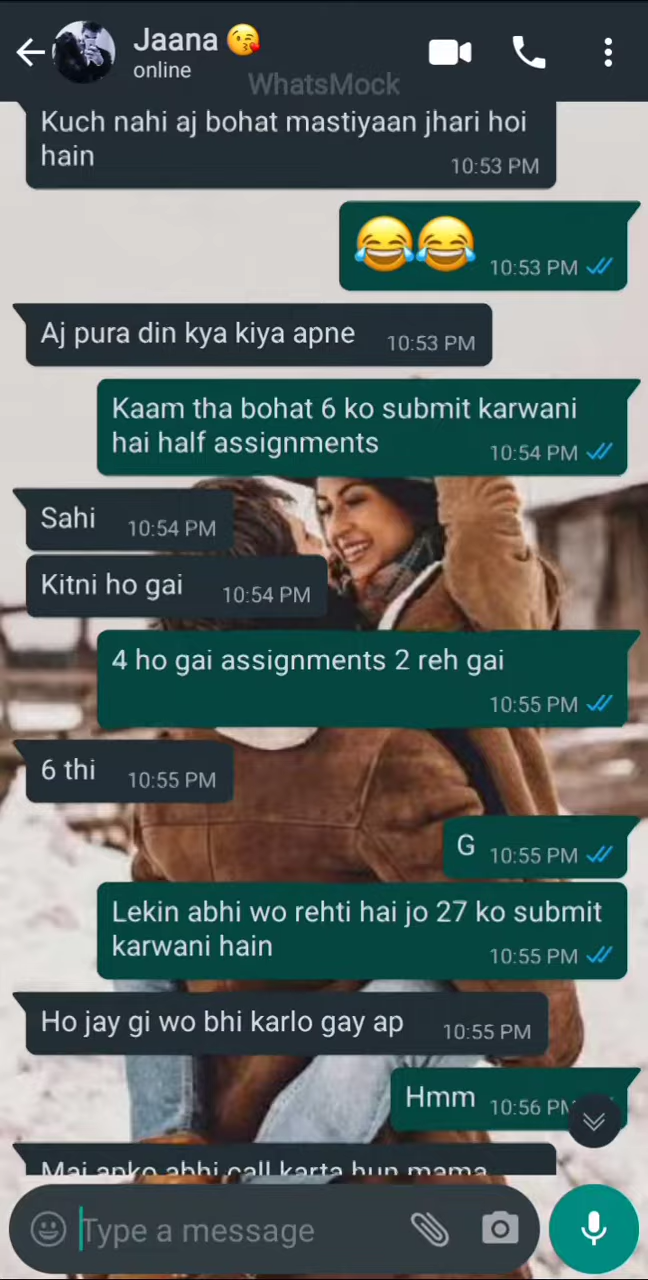 Jaana 😘
online
WhatsMock
Kuch nahi aj bohat mastiyaan jhari hoi
hain
10:53 PM
😂😂 10:53 PM
Aj pura din kya kiya apne 10:53 PM
Kaam tha bohat 6 ko submit karwani
hai half assignments 10:54 PM
Sahi 10:54 PM
Kitni ho gai 10:54 PM
4 ho gai assignments 2 reh gai
10:55 PM
6 thi 10:55 PM
G 10:55 PM
Lekin abhi wo rehti hai jo 27 ko submit
karwani hain 10:55 PM
Ho jay gi wo bhi karlo gay ap 10:55 PM
Hmm 10:56 PM
Mai apko abhi call karta hun mama
Type a message